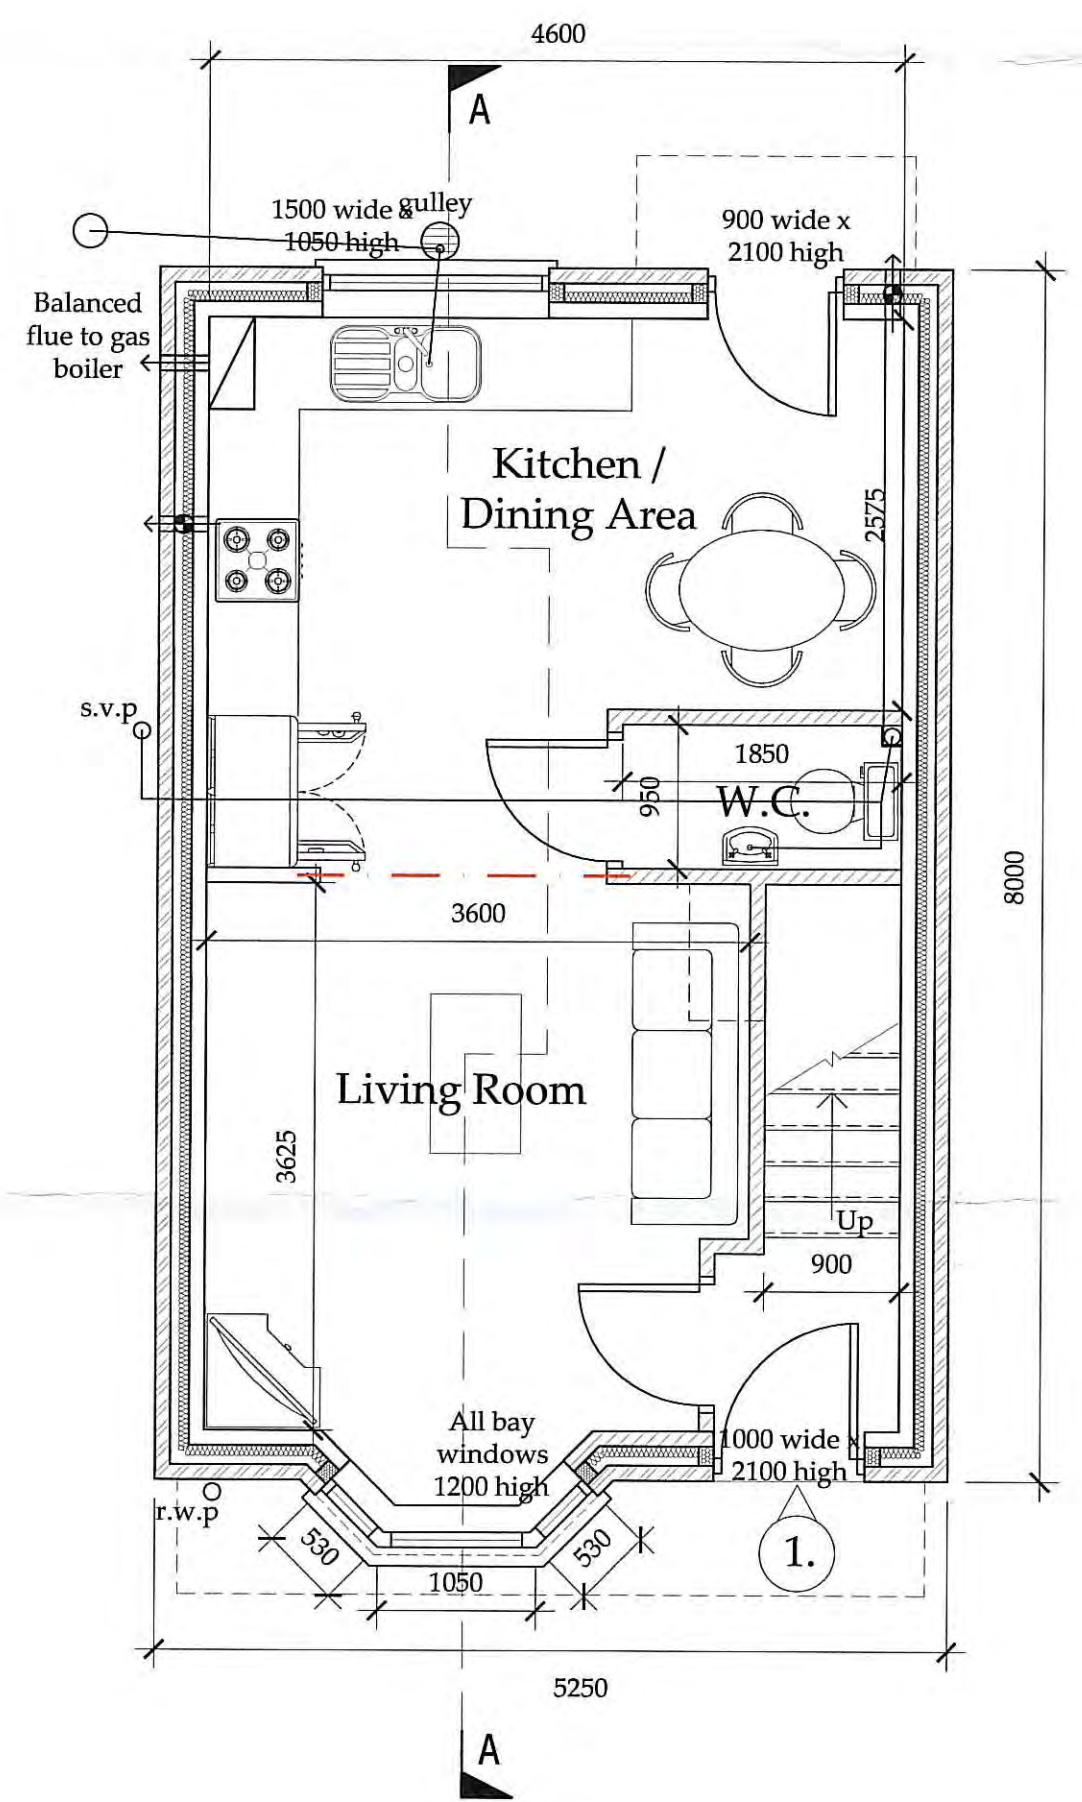 4600
A
1500 wide x
1050 high
gulley
900 wide x
2100 high
Balanced
flue to gas
boiler
Kitchen /
Dining Area
2575
s.v.p
1850
950
W.C.
3600
8000
Living Room
3625
Up
900
All bay
windows
1200 high
1000 wide x
2100 high
r.w.p
530
530
1050
1.
5250
A